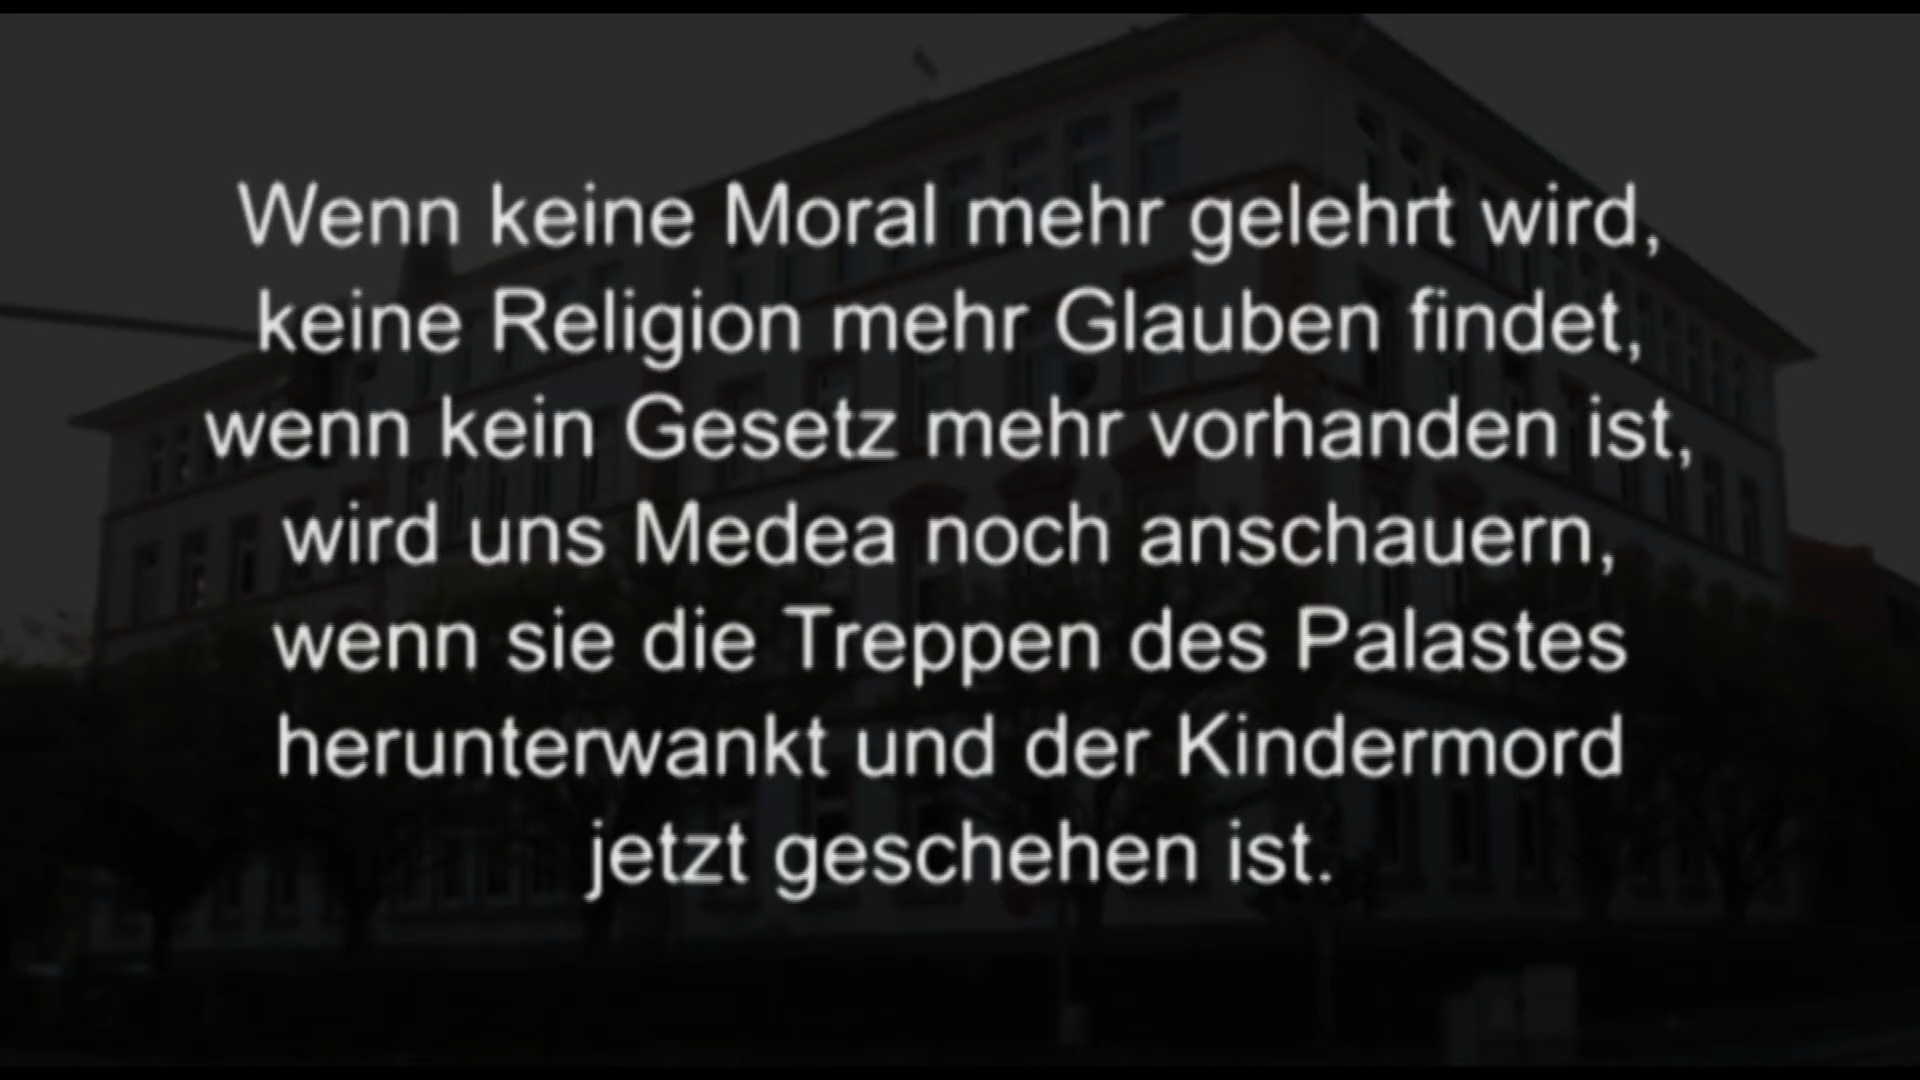 Wenn keine Moral mehr gelehrt wird,
keine Religion mehr Glauben findet,
wenn kein Gesetz mehr vorhanden ist,
wird uns Medea noch anschauern,
wenn sie die Treppen des Palastes
herunterwankt und der Kindermord
jetzt geschehen ist.